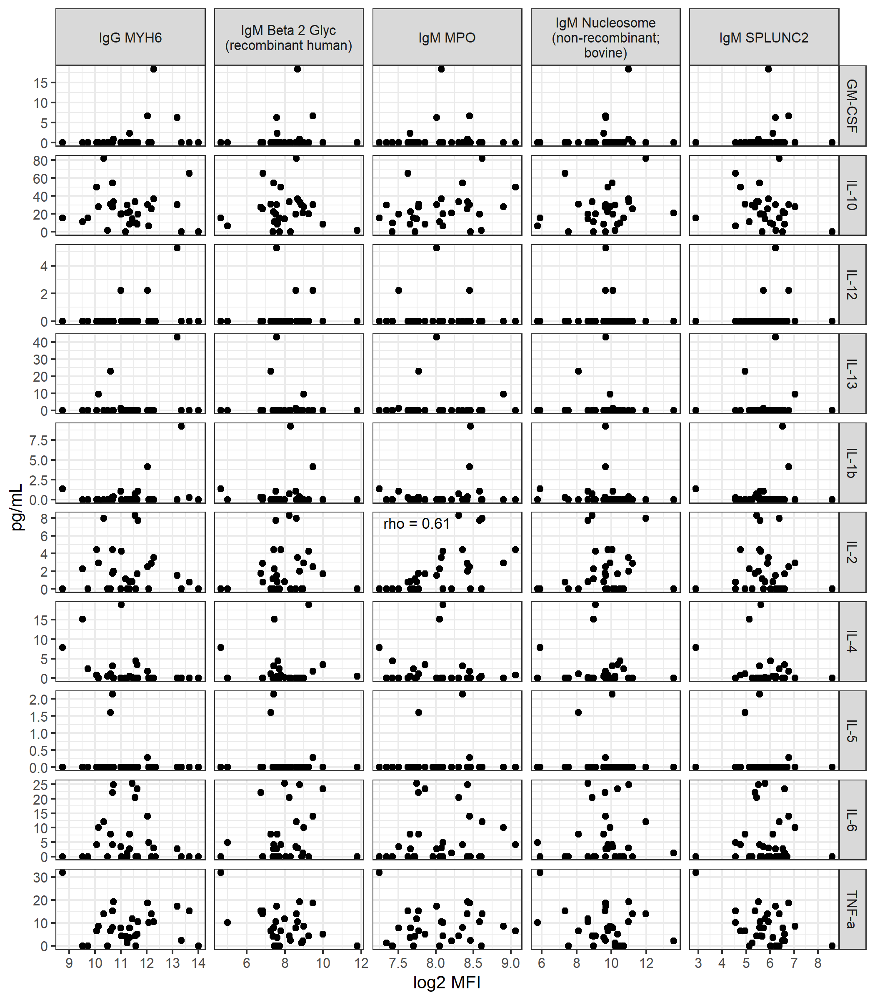 IgG MYH6
IgM Beta 2 Glyc
(recombinant human)
IgM MPO
IgM Nucleosome
(non-recombinant;
bovine)
IgM SPLUNC2
15
10
5
0
GM-CSF
80
60
40
20
0
IL-10
4
2
0
IL-12
40
30
20
10
0
IL-13
7.5
5.0
2.5
0.0
IL-1b
8
6
4
2
0
rho = 0.61
IL-2
15
10
5
0
IL-4
2.0
1.5
1.0
0.5
0.0
IL-5
25
20
15
10
5
0
IL-6
30
20
10
0
TNF-a
pg/mL
9 10 11 12 13 14
6 8 10 12
7.5 8.0 8.5 9.0
6 8 10 12
3 4 5 6 7 8
log2 MFI